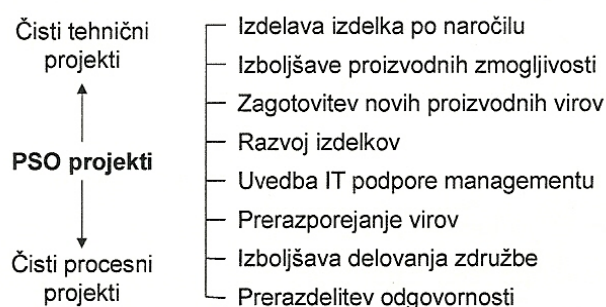 Čisti tehnični
projekti
PSO projekti
Čisti procesni
projekti
Izdelava izdelka po naročilu
Izboljšave proizvodnih zmogljivosti
Zagotovitev novih proizvodnih virov
Razvoj izdelkov
Uvedba IT podpore managementu
Prerazporejanje virov
Izboljšava delovanja združbe
Prerazdelitev odgovornosti